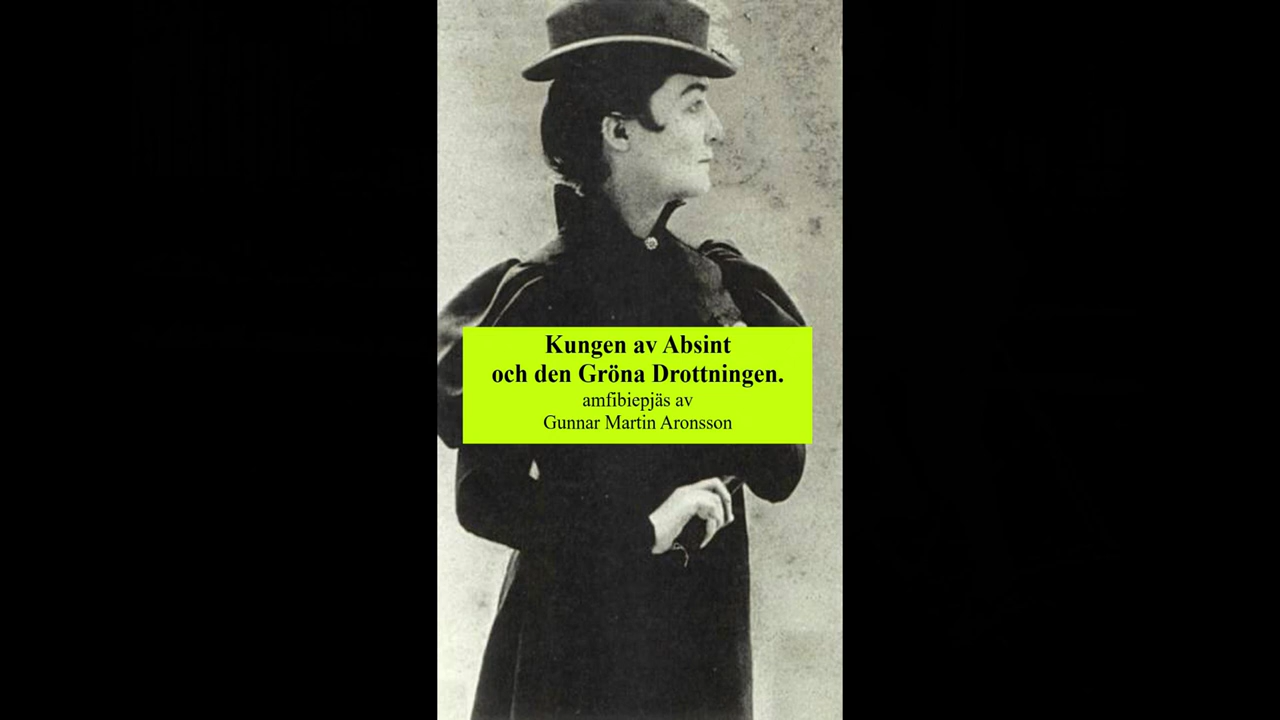 Kungen av Absint
och den Gröna Drottningen.
amfibiepjäs av
Gunnar Martin Aronsson